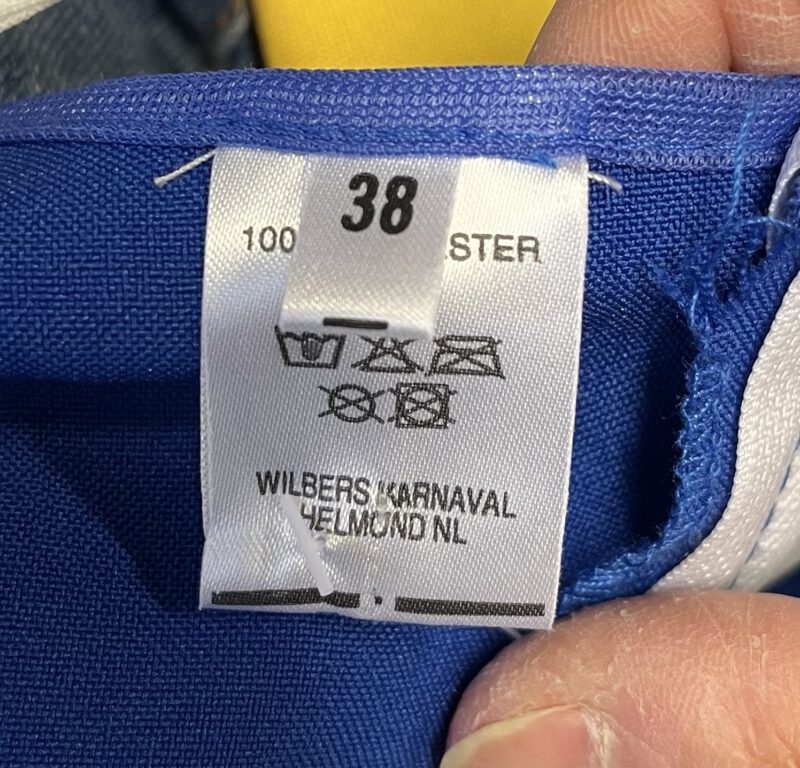 38
100 STER
WILBERS KARNAVAL
HELMOND NL